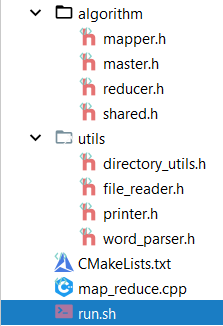 algorithm
mapper.h
master.h
reducer.h
shared.h
utils
directory_utils.h
file_reader.h
printer.h
word_parser.h
CMakeLists.txt
map_reduce.cpp
run.sh